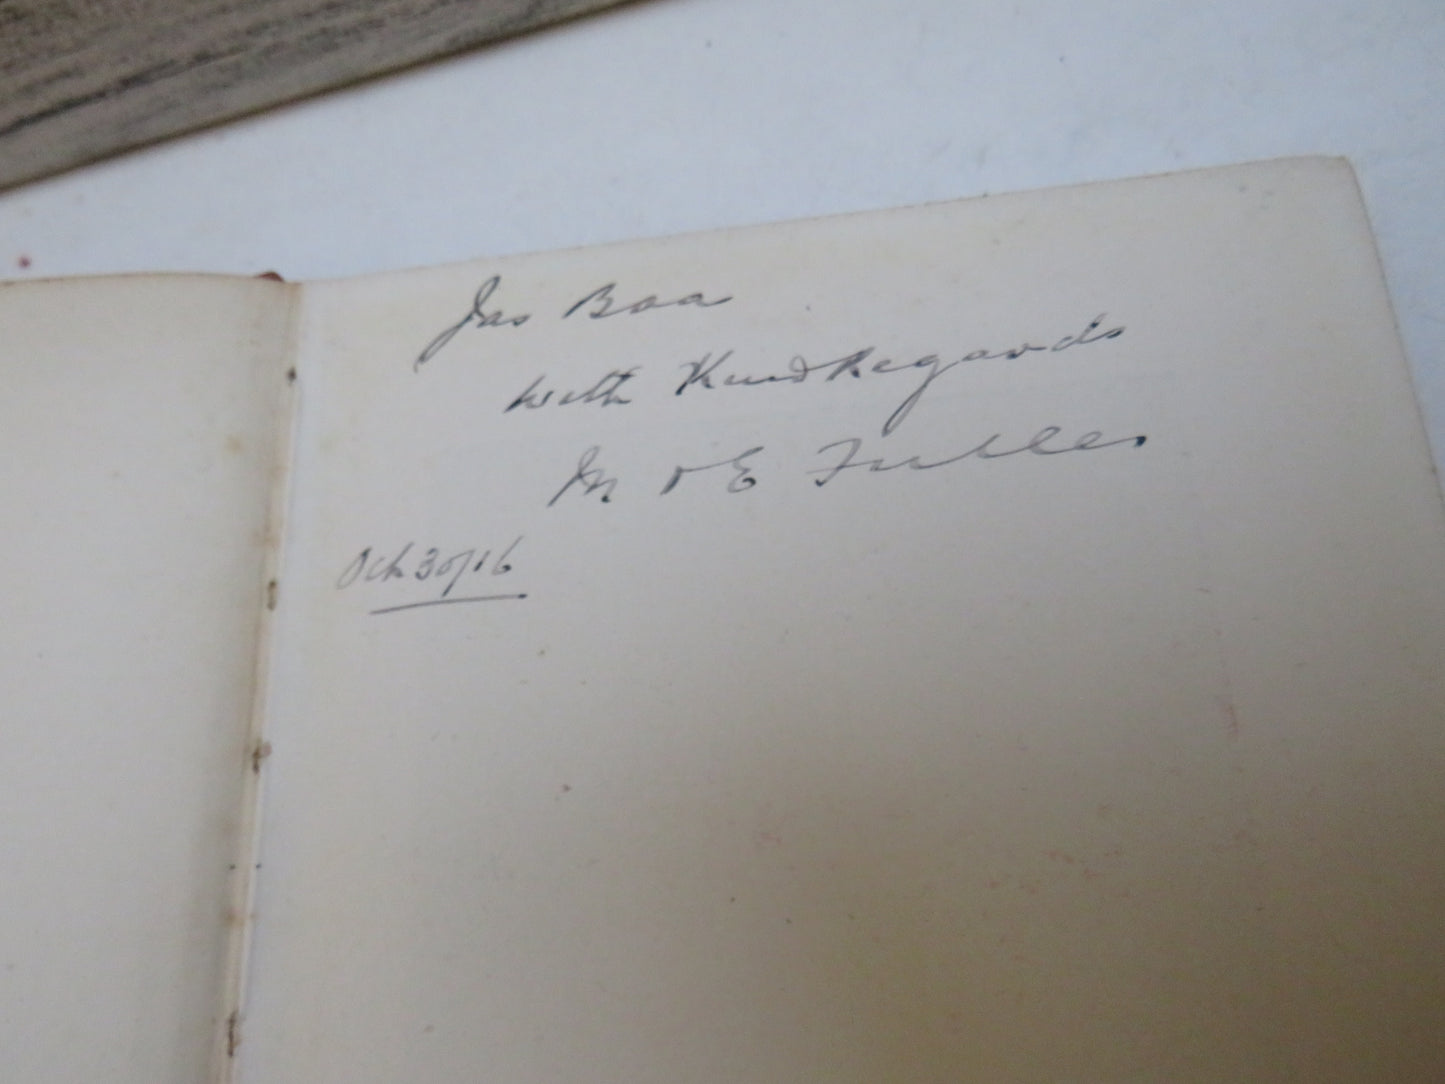 Jas Boa
with Kind Regards
M & E Fuller
Oct 30/16